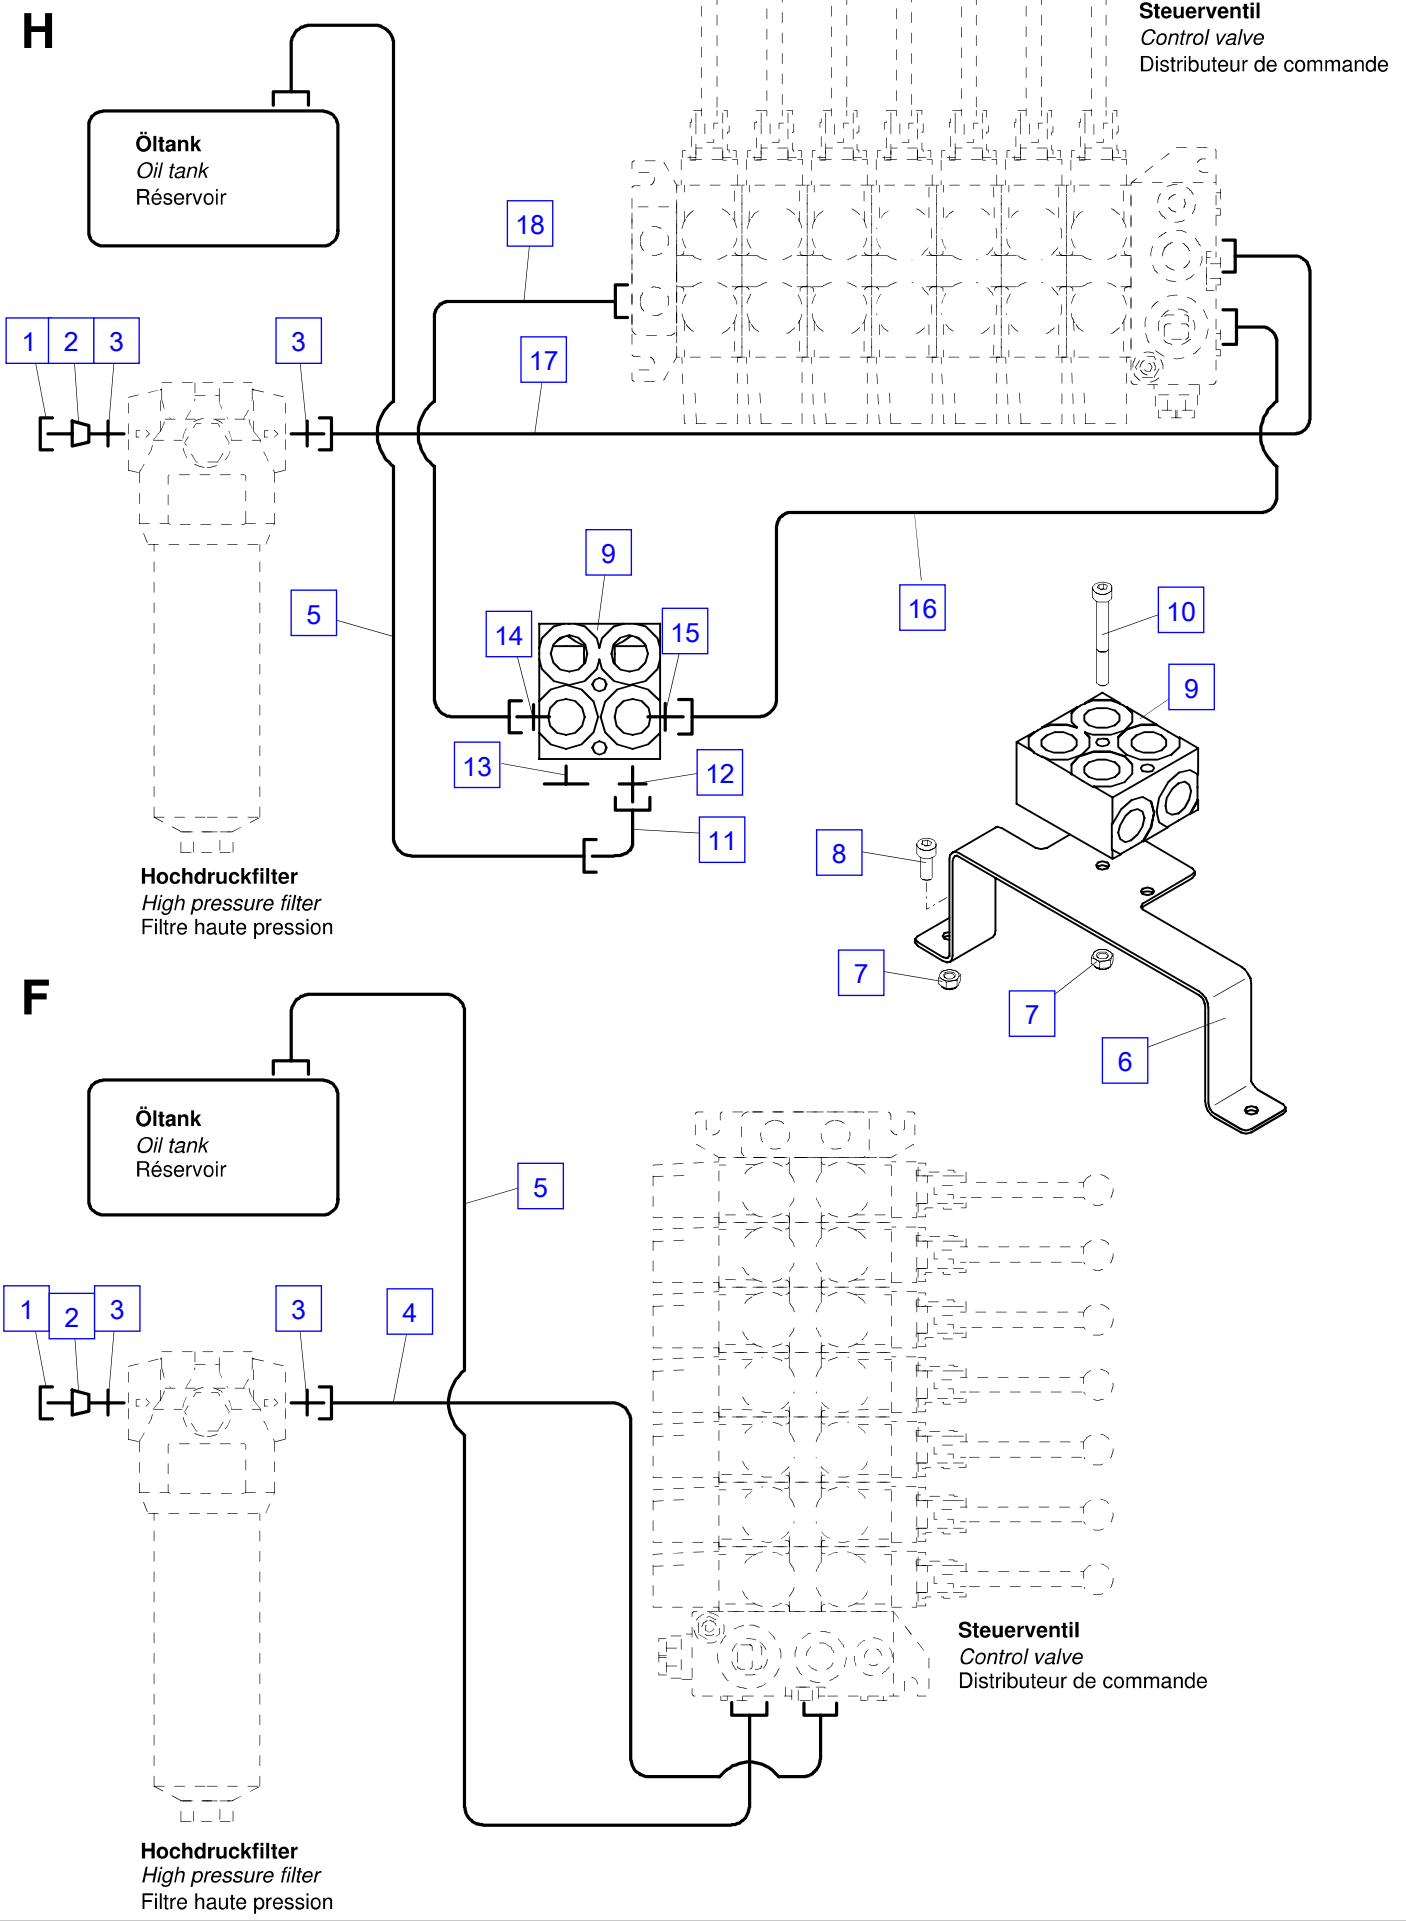 H
Steuerventil
Control valve
Distributeur de commande
Öltank
Oil tank
Réservoir
18
1 2 3
3
17
9
5
14
15
16
10
9
13
12
11
8
Hochdruckfilter
High pressure filter
Filtre haute pression
7
7
6
F
Öltank
Oil tank
Réservoir
5
1 2 3
3
4
Steuerventil
Control valve
Distributeur de commande
Hochdruckfilter
High pressure filter
Filtre haute pression